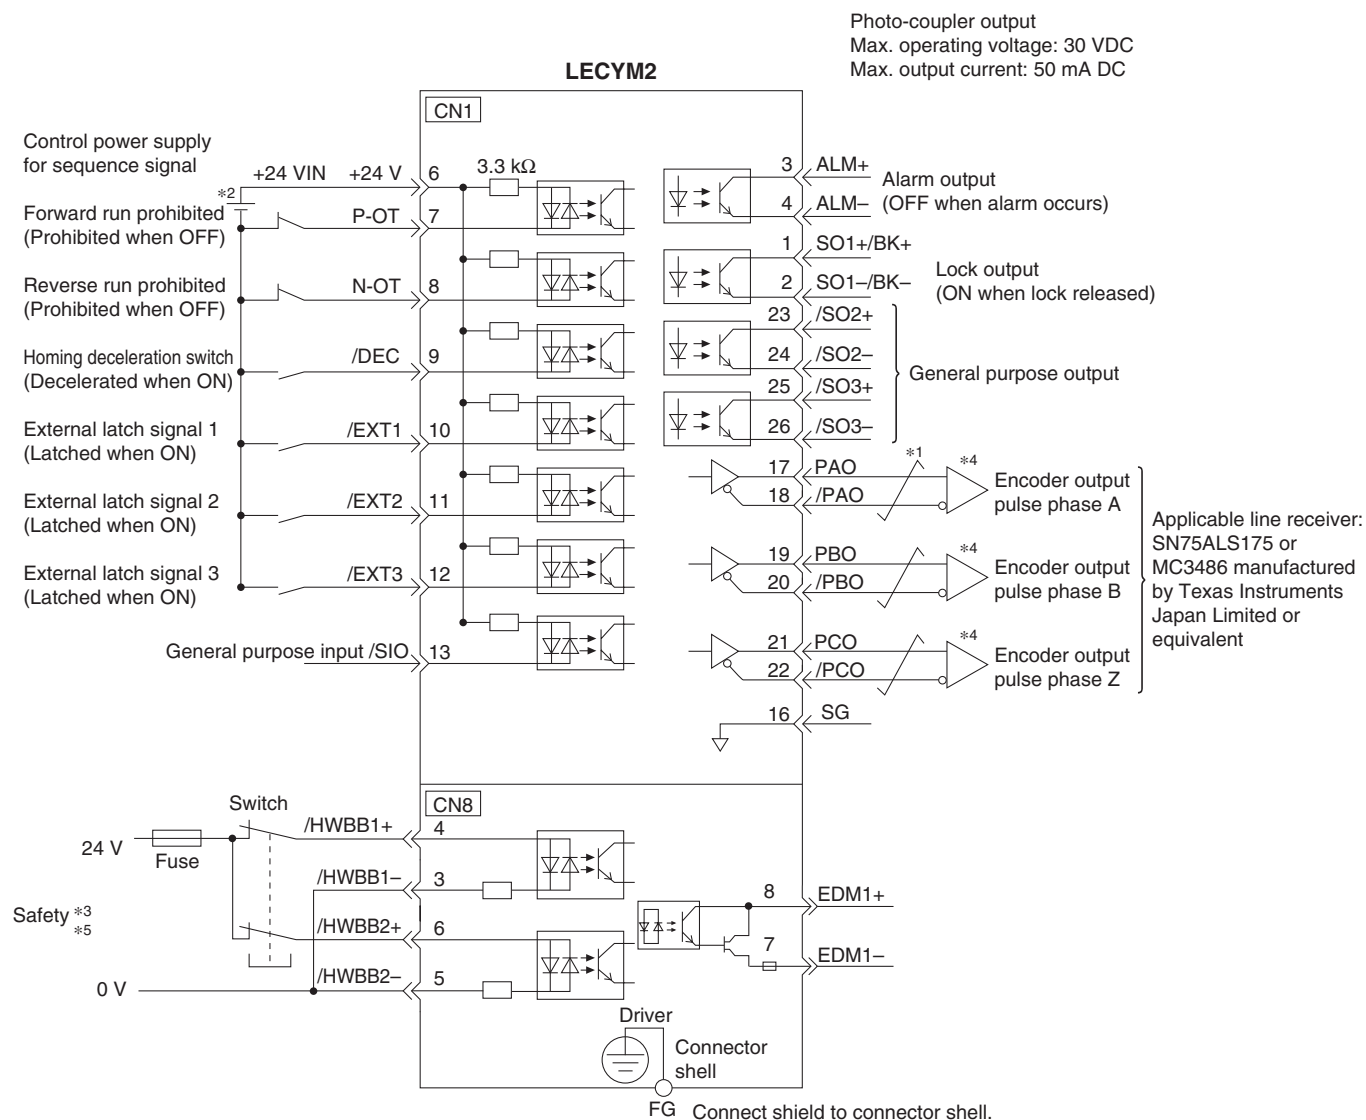 Photo-coupler output
Max. operating voltage: 30 VDC
Max. output current: 50 mA DC
LECYM2
CN1
Control power supply
for sequence signal
+24 VIN
+24 V
6
3.3 kΩ
*2
Forward run prohibited
(Prohibited when OFF)
P-OT
7
Reverse run prohibited
(Prohibited when OFF)
N-OT
8
Homing deceleration switch
(Decelerated when ON)
/DEC
9
External latch signal 1
(Latched when ON)
/EXT1
10
External latch signal 2
(Latched when ON)
/EXT2
11
External latch signal 3
(Latched when ON)
/EXT3
12
General purpose input /SIO
13
3
ALM+
4
ALM–
Alarm output
(OFF when alarm occurs)
1
SO1+/BK+
2
SO1–/BK–
Lock output
(ON when lock released)
23
/SO2+
24
/SO2–
25
/SO3+
26
/SO3–
General purpose output
17
PAO
18
/PAO
*1
*4
Encoder output
pulse phase A
19
PBO
20
/PBO
*4
Encoder output
pulse phase B
21
PCO
22
/PCO
*4
Encoder output
pulse phase Z
Applicable line receiver:
SN75ALS175 or
MC3486 manufactured
by Texas Instruments
Japan Limited or
equivalent
16
SG
CN8
Switch
24 V
Fuse
/HWBB1+
4
/HWBB1–
3
Safety *3
*5
/HWBB2+
6
/HWBB2–
5
0 V
8
EDM1+
7
EDM1–
Driver
Connector
shell
FG
Connect shield to connector shell.